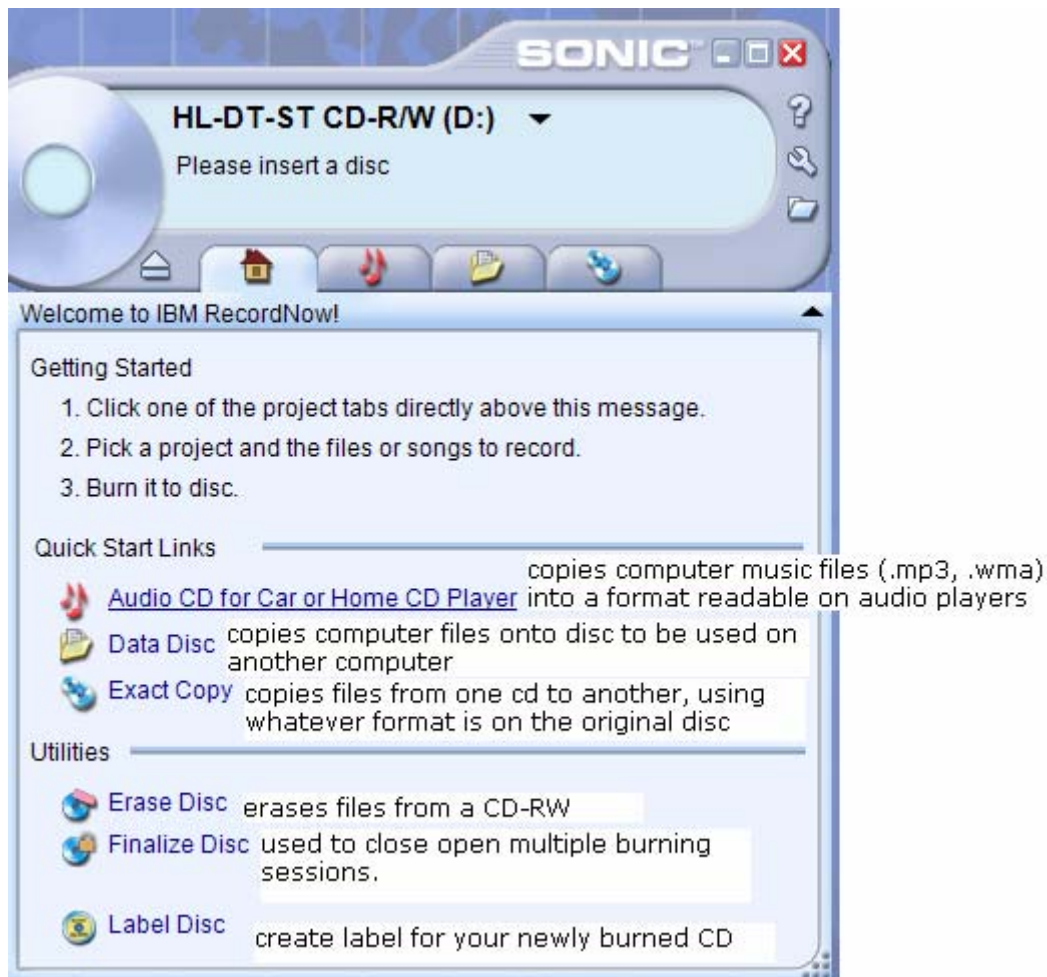 SONIC
HL-DT-ST CD-R/W (D:)
Please insert a disc
Welcome to IBM RecordNow!
Getting Started
1. Click one of the project tabs directly above this message.
2. Pick a project and the files or songs to record.
3. Burn it to disc.
Quick Start Links
Audio CD for Car or Home CD Player
copies computer music files (.mp3, .wma)
into a format readable on audio players
Data Disc
copies computer files onto disc to be used on
another computer
Exact Copy
copies files from one cd to another, using
whatever format is on the original disc
Utilities
Erase Disc
erases files from a CD-RW
Finalize Disc
used to close open multiple burning
sessions.
Label Disc
create label for your newly burned CD